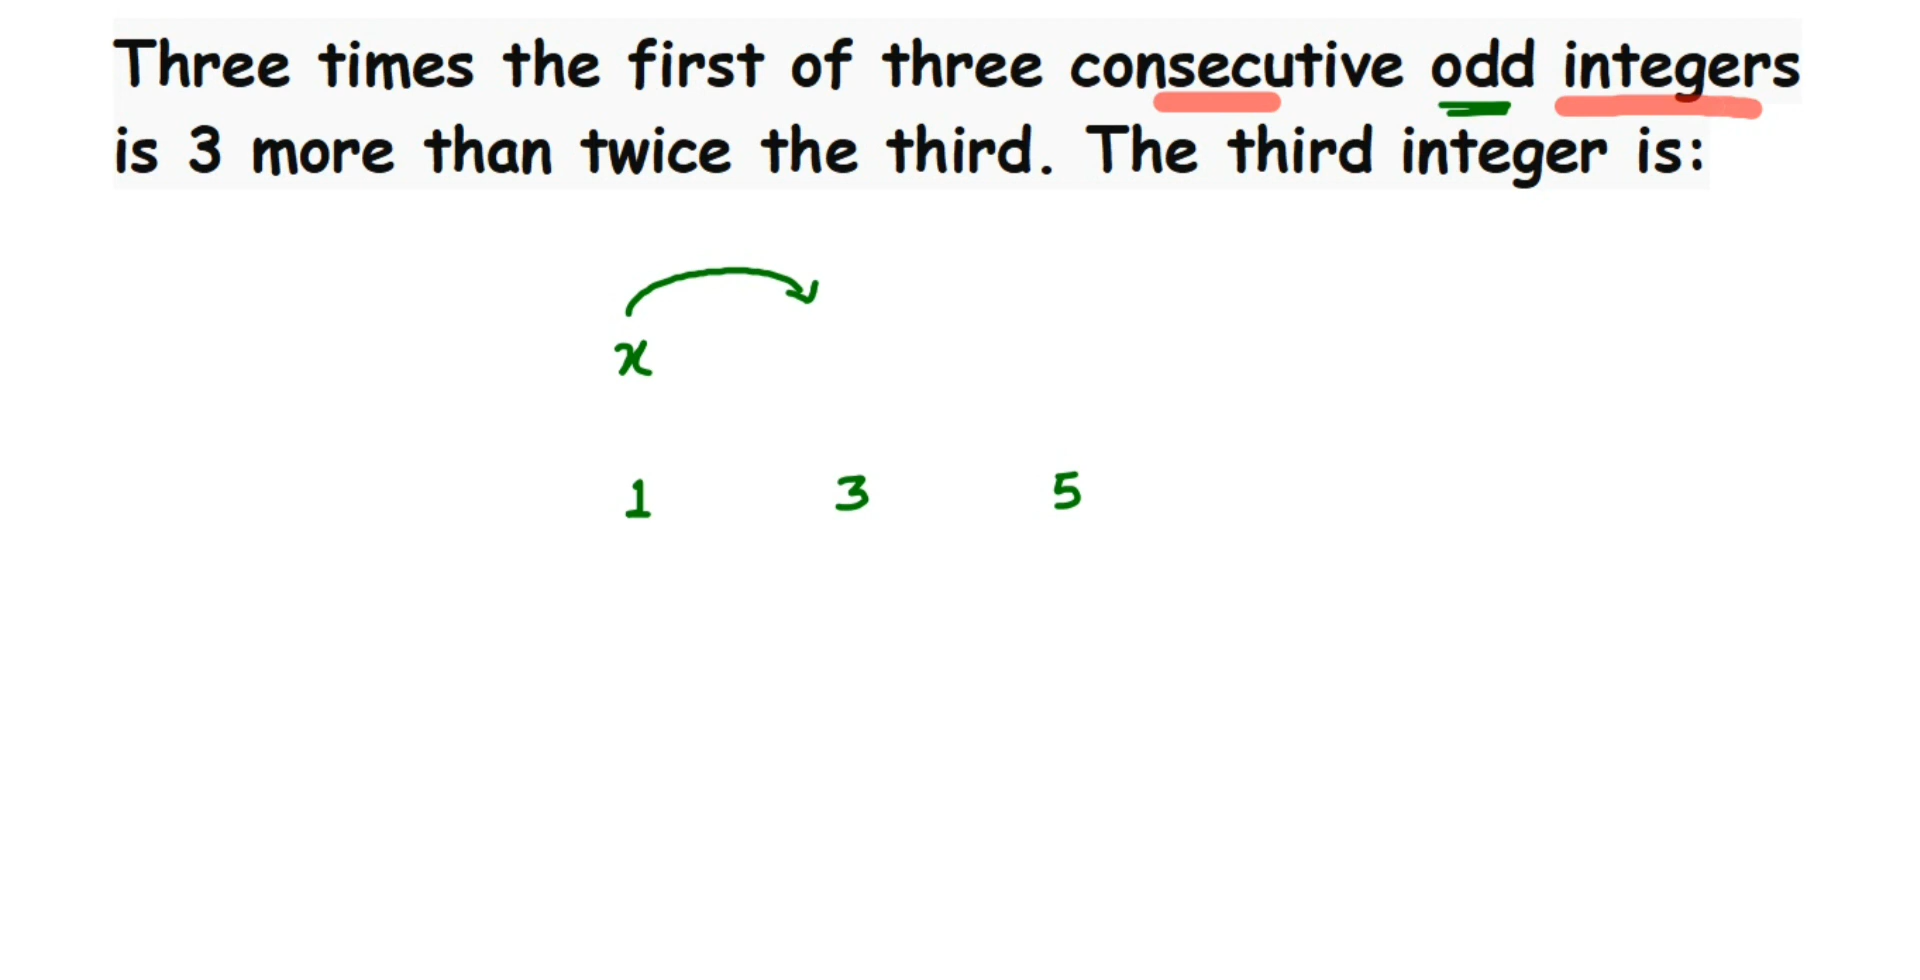 Three times the first of three consecutive odd integers
is 3 more than twice the third. The third integer is:
x
1 3 5